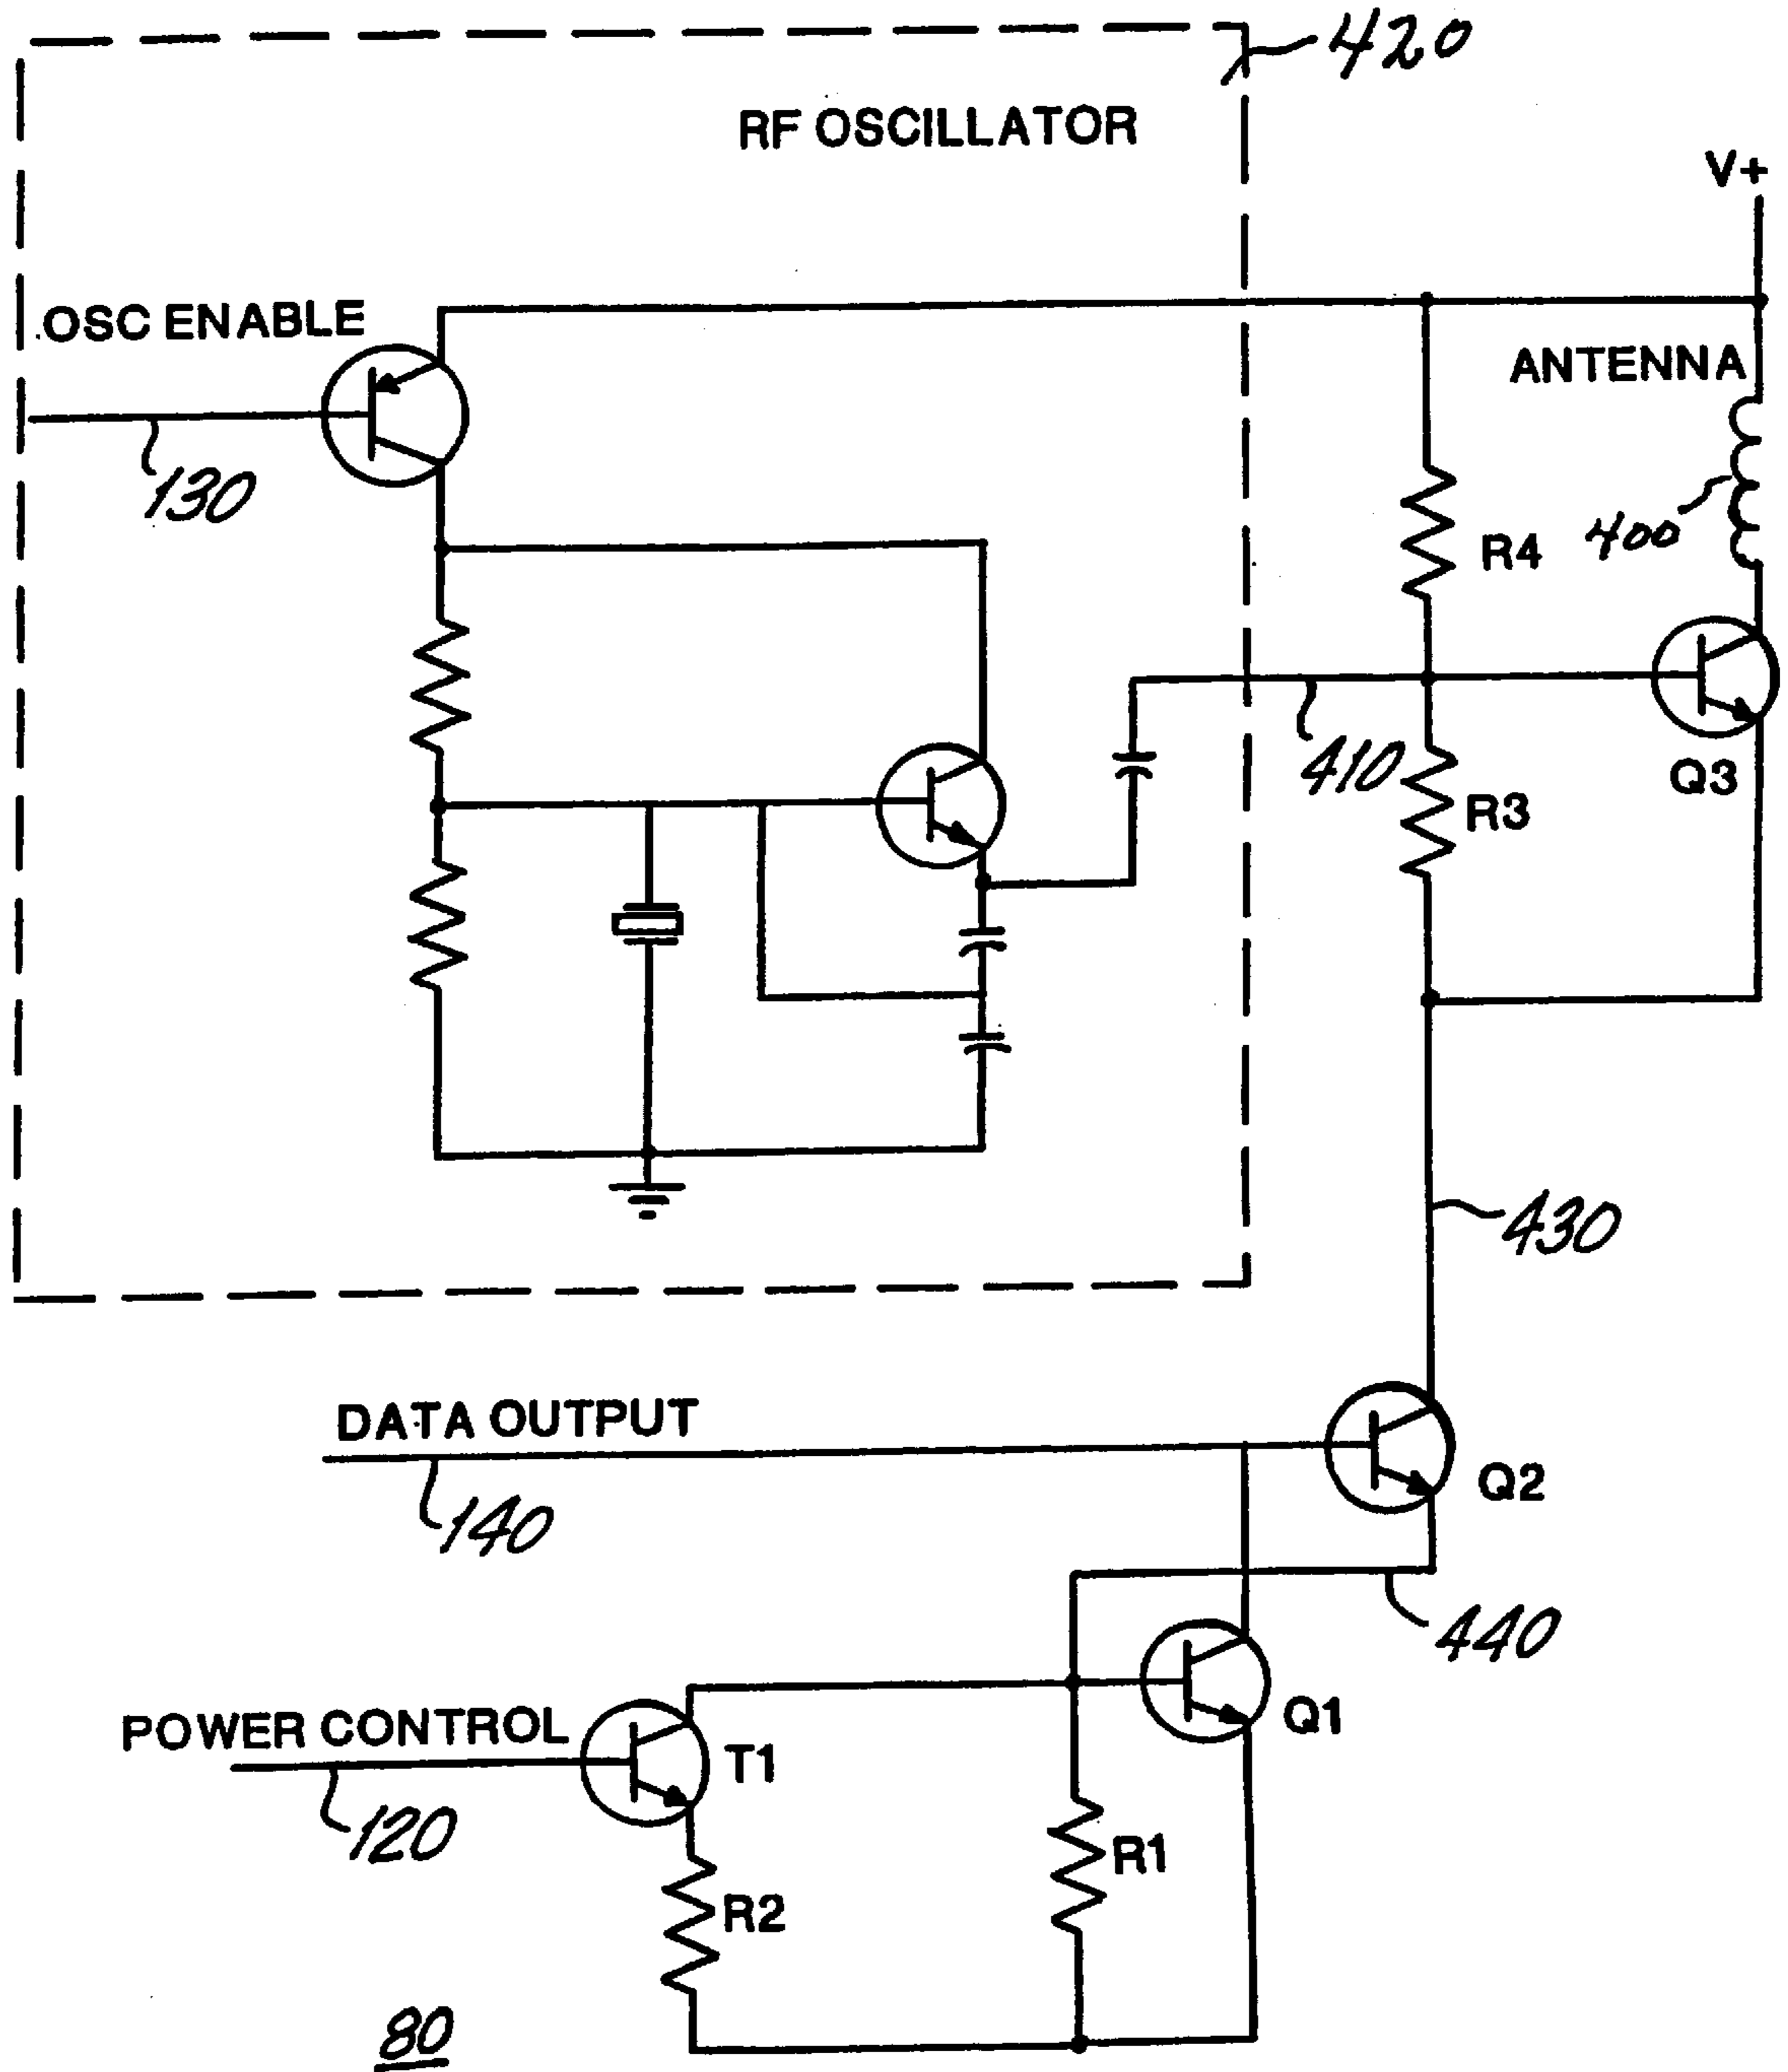 420
RF OSCILLATOR
V+
OSC ENABLE
ANTENNA
130
R4
400
410
Q3
R3
430
DATA OUTPUT
Q2
140
440
POWER CONTROL
T1
Q1
120
R1
R2
80